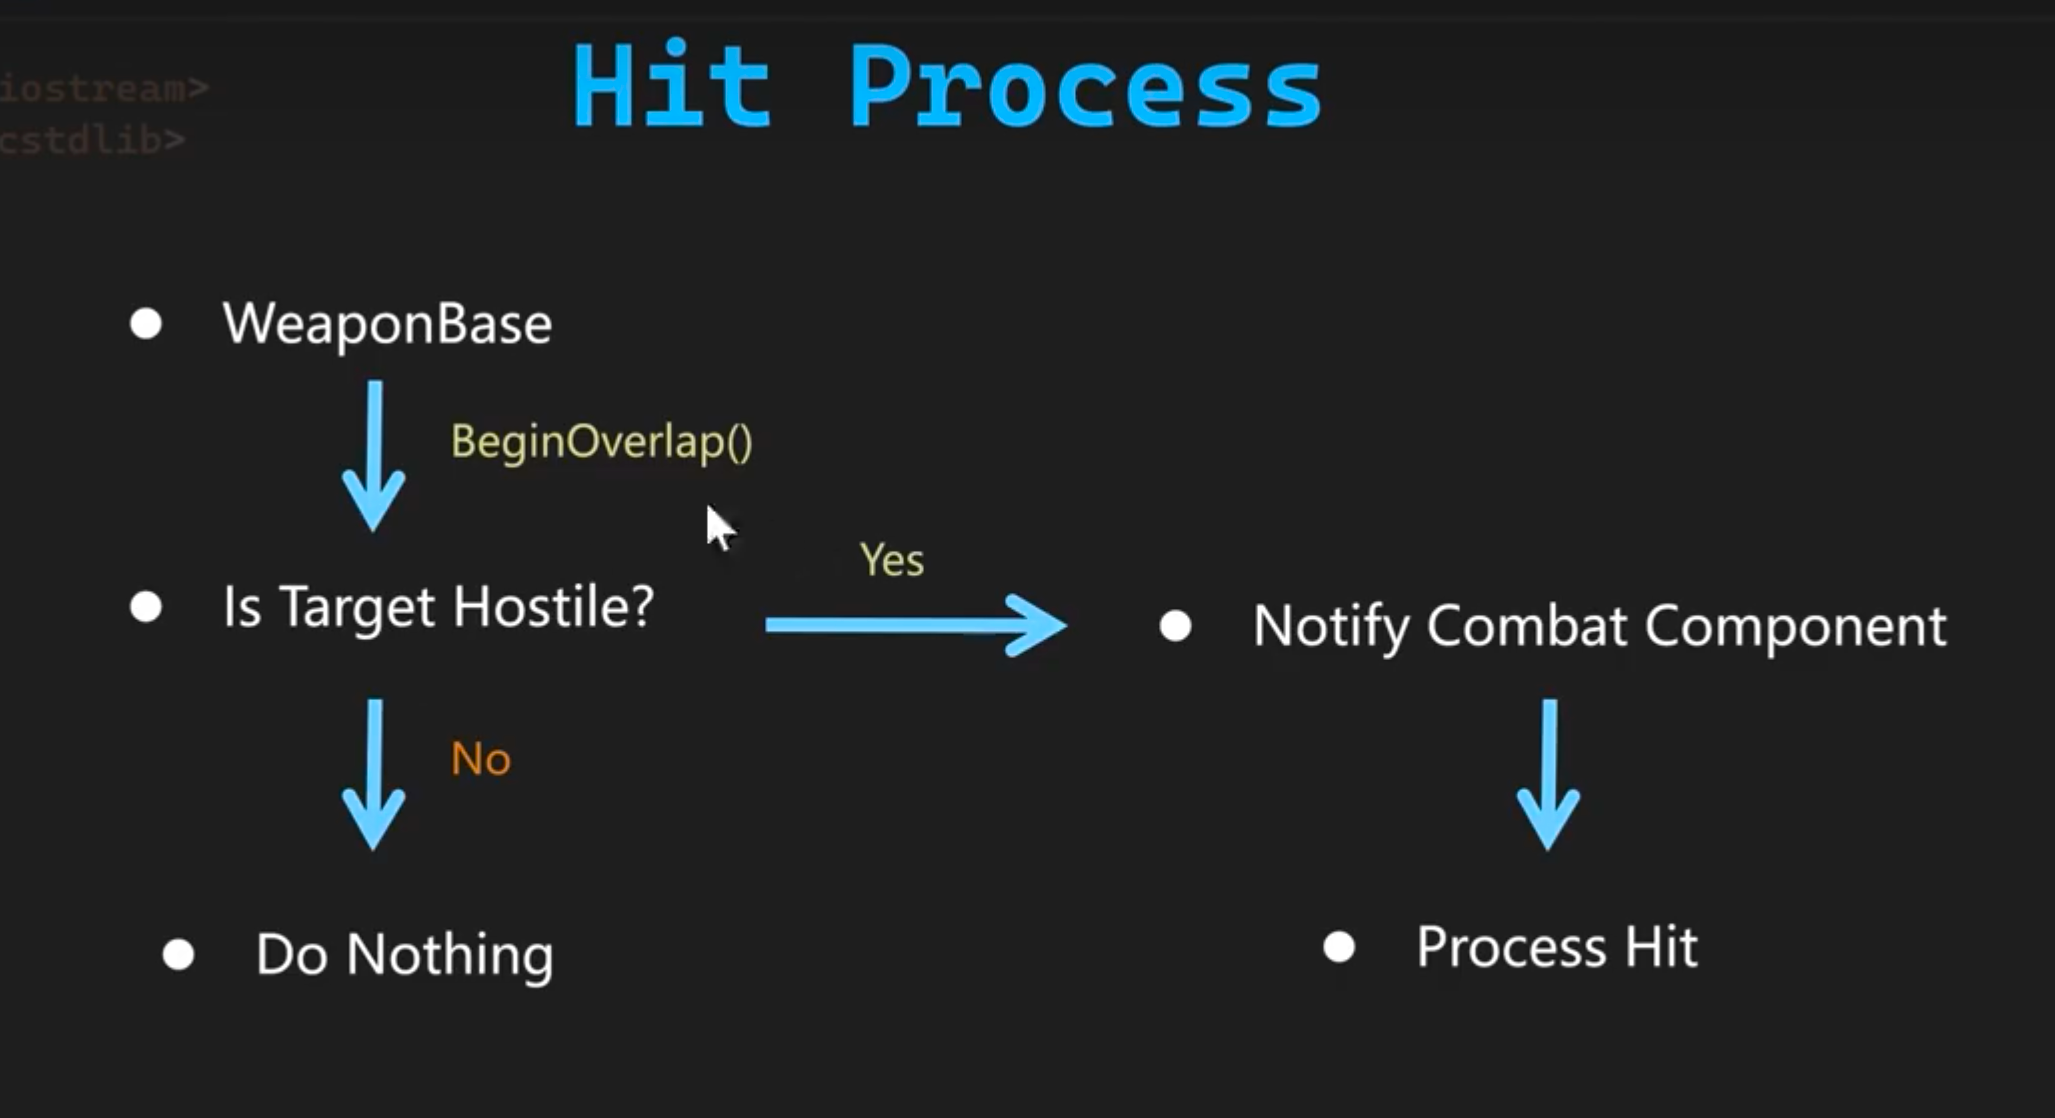 Hit Process
iostream>
cstdlib>
WeaponBase
BeginOverlap()
Yes
Is Target Hostile?
Notify Combat Component
No
Do Nothing
Process Hit